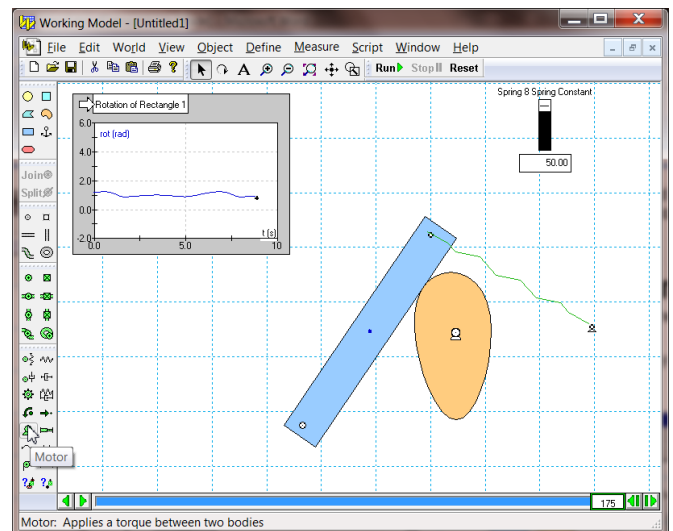 Working Model - [Untitled1]
File Edit World View Object Define Measure Script Window Help
A Run Stop Reset
Rotation of Rectangle 1
rot (rad)
6.0
4.0
2.0
0.0
-2.0
0.0 5.0 10
t (s)
Spring 8 Spring Constant
50.00
Join
Split
Motor
175
Motor: Applies a torque between two bodies